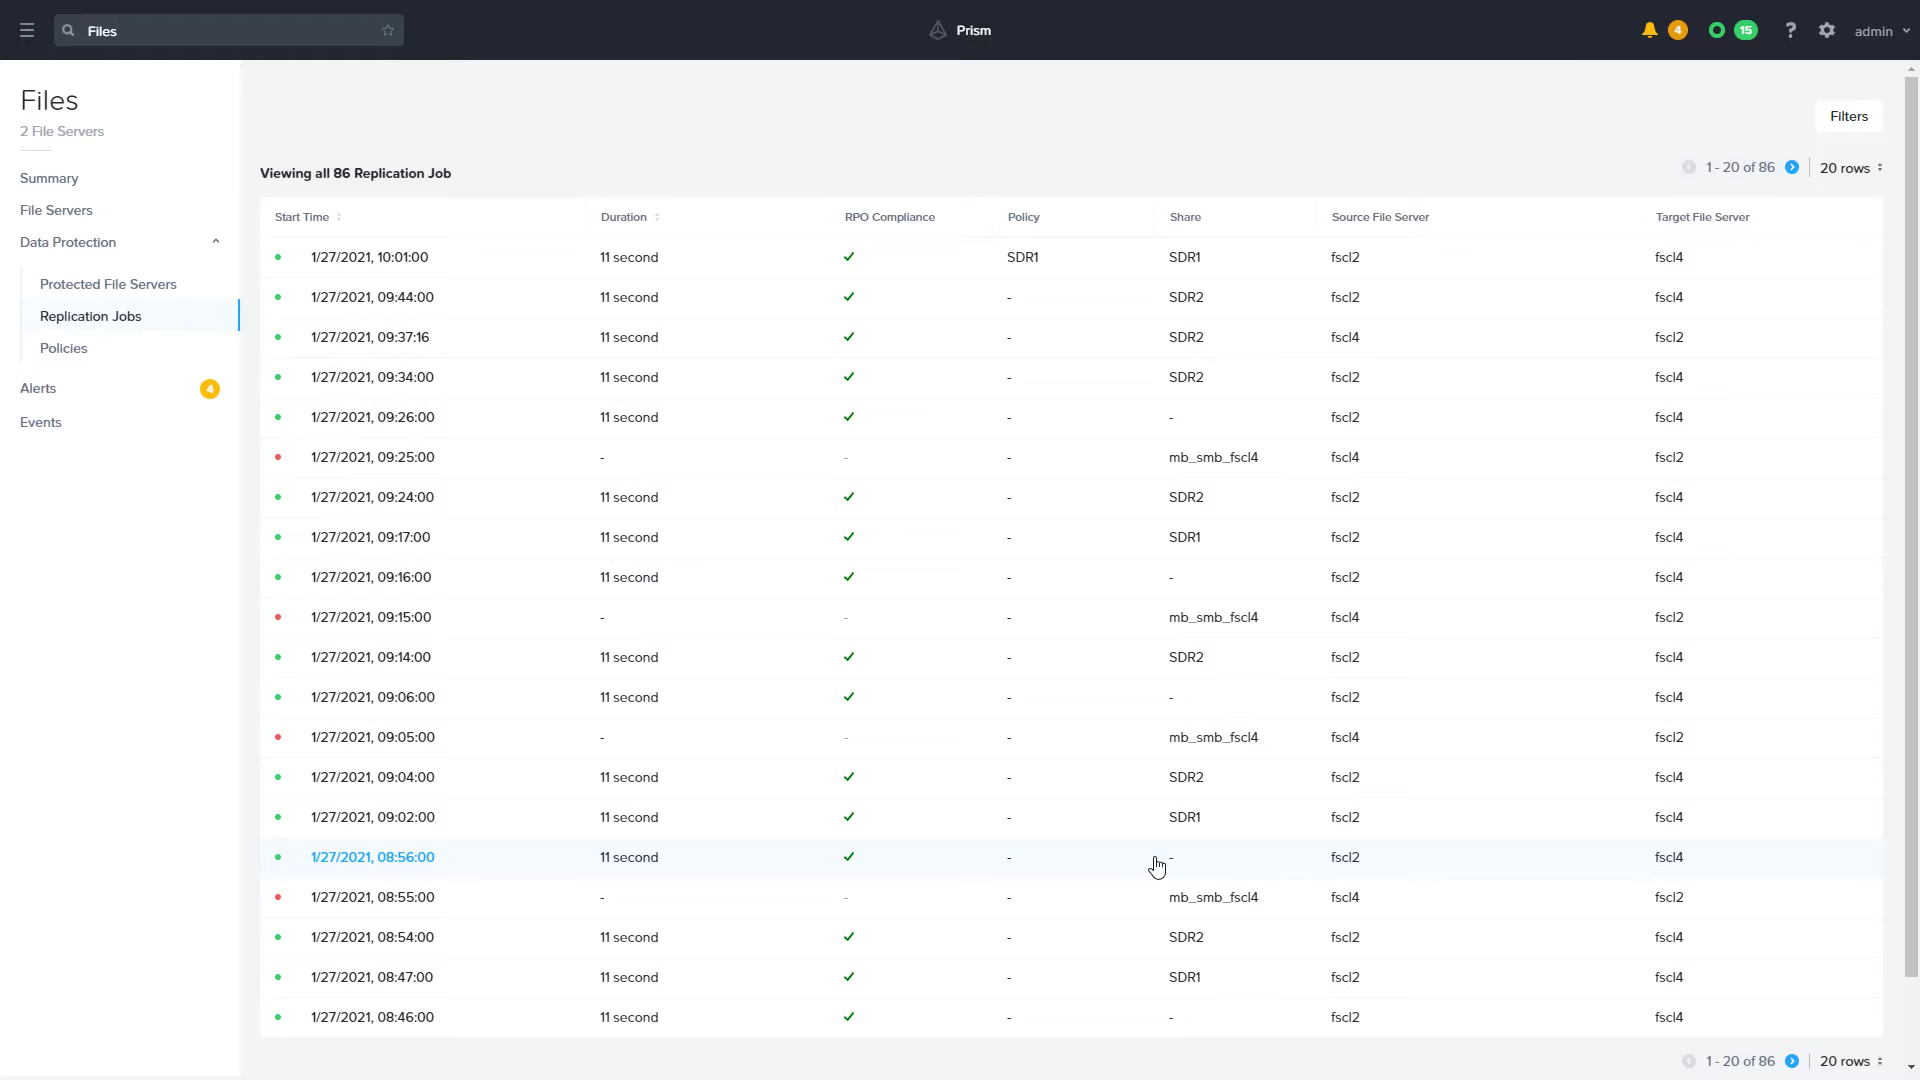 Files
Prism
4
15
?
admin
Files
2 File Servers
Summary
File Servers
Data Protection
Protected File Servers
Replication Jobs
Policies
Alerts
4
Events
Filters
Viewing all 86 Replication Job
1 - 20 of 86
20 rows
Start Time Duration RPO Compliance Policy Share Source File Server Target File Server
1/27/2021, 10:01:00 11 second SDR1 SDR1 fscl2 fscl4
1/27/2021, 09:44:00 11 second - SDR2 fscl2 fscl4
1/27/2021, 09:37:16 11 second - SDR2 fscl4 fscl2
1/27/2021, 09:34:00 11 second - SDR2 fscl2 fscl4
1/27/2021, 09:26:00 11 second - - fscl2 fscl4
1/27/2021, 09:25:00 - - - mb_smb_fscl4 fscl4 fscl2
1/27/2021, 09:24:00 11 second - SDR2 fscl2 fscl4
1/27/2021, 09:17:00 11 second - SDR1 fscl2 fscl4
1/27/2021, 09:16:00 11 second - - fscl2 fscl4
1/27/2021, 09:15:00 - - - mb_smb_fscl4 fscl4 fscl2
1/27/2021, 09:14:00 11 second - SDR2 fscl2 fscl4
1/27/2021, 09:06:00 11 second - - fscl2 fscl4
1/27/2021, 09:05:00 - - - mb_smb_fscl4 fscl4 fscl2
1/27/2021, 09:04:00 11 second - SDR2 fscl2 fscl4
1/27/2021, 09:02:00 11 second - SDR1 fscl2 fscl4
1/27/2021, 08:56:00 11 second - - fscl2 fscl4
1/27/2021, 08:55:00 - - - mb_smb_fscl4 fscl4 fscl2
1/27/2021, 08:54:00 11 second - SDR2 fscl2 fscl4
1/27/2021, 08:47:00 11 second - SDR1 fscl2 fscl4
1/27/2021, 08:46:00 11 second - - fscl2 fscl4
1 - 20 of 86
20 rows